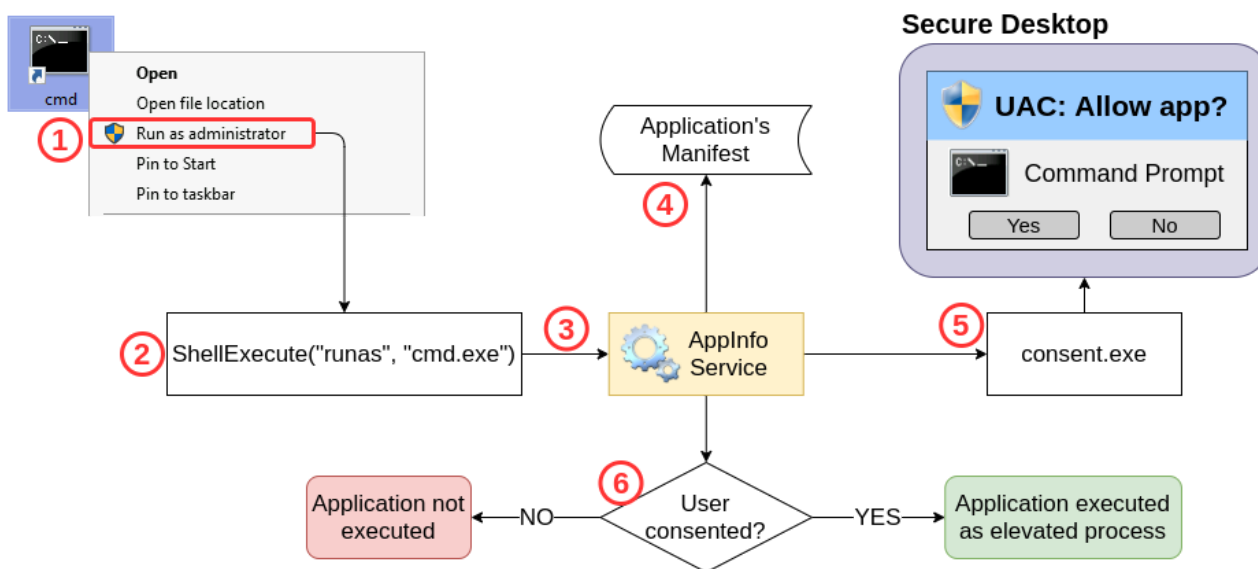 Secure Desktop
C:\_
cmd
Open
Open file location
1
Run as administrator
Pin to Start
Pin to taskbar
Application's
Manifest
4
UAC: Allow app?
C:\_
Command Prompt
Yes
No
2
ShellExecute("runas", "cmd.exe")
3
AppInfo
Service
5
consent.exe
6
User
consented?
NO
YES
Application not
executed
Application executed
as elevated process